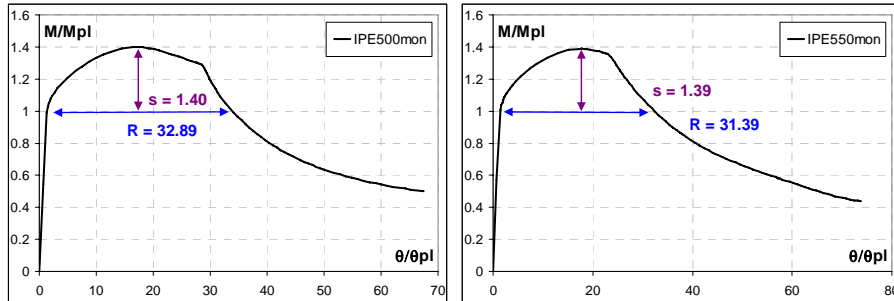 M/Mpl
IPE500mon
s = 1.40
R = 32.89
θ/θpl
1.6
1.4
1.2
1
0.8
0.6
0.4
0.2
0
0 10 20 30 40 50 60 70
M/Mpl
IPE550mon
s = 1.39
R = 31.39
θ/θpl
1.6
1.4
1.2
1
0.8
0.6
0.4
0.2
0
0 20 40 60 80